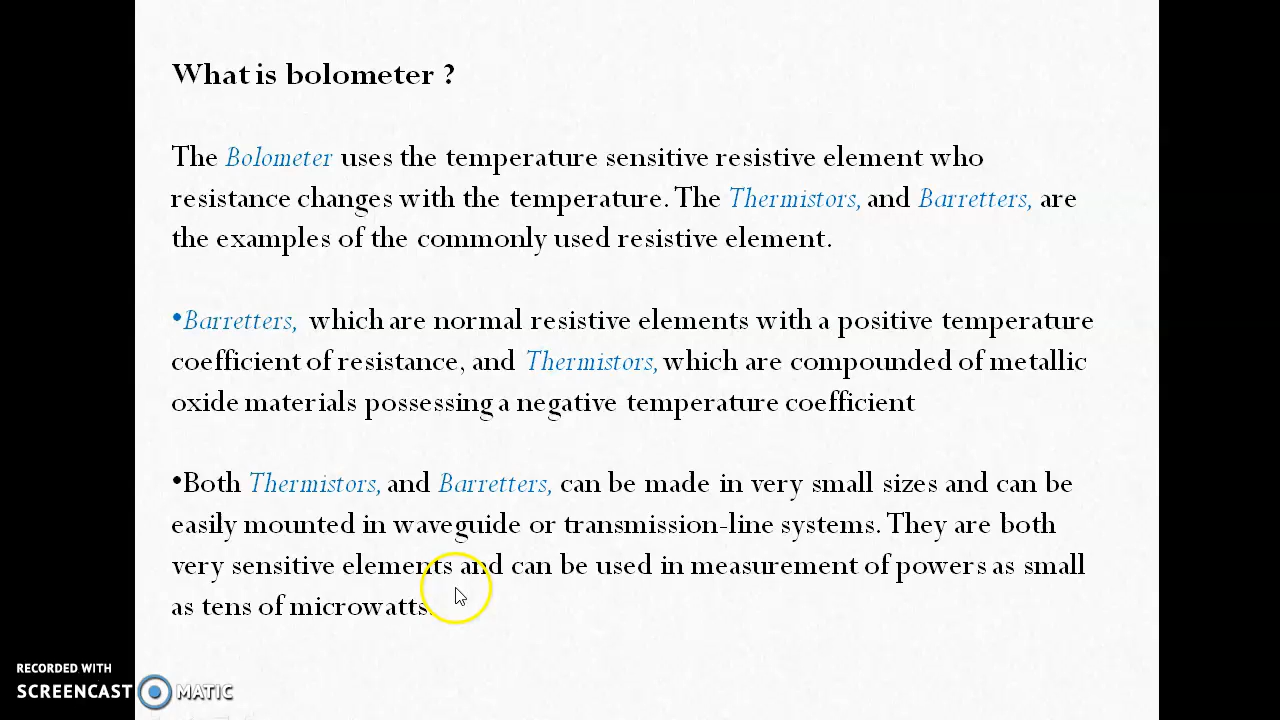 What is bolometer ?
The Bolometer uses the temperature sensitive resistive element who
resistance changes with the temperature. The Thermistors, and Barretters, are
the examples of the commonly used resistive element.
•Barretters, which are normal resistive elements with a positive temperature
coefficient of resistance, and Thermistors, which are compounded of metallic
oxide materials possessing a negative temperature coefficient
•Both Thermistors, and Barretters, can be made in very small sizes and can be
easily mounted in waveguide or transmission-line systems. They are both
very sensitive elements and can be used in measurement of powers as small
as tens of microwatts.
RECORDED WITH
SCREENCAST MATIC